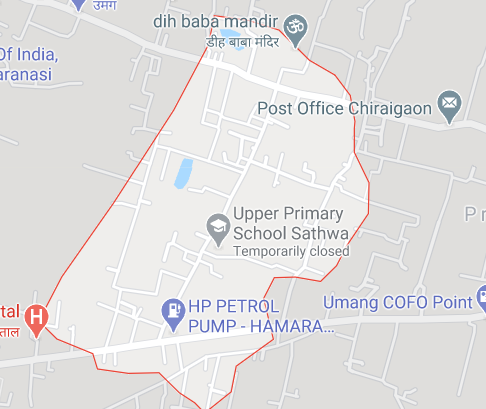 उमंग
dih baba mandir
डीह बाबा मंदिर
Of India,
aranasi
Post Office Chiraigaon
Upper Primary
School Sathwa
Temporarily closed
P r
tal
ताल
HP PETROL
PUMP - HAMARA...
Umang COFO Point